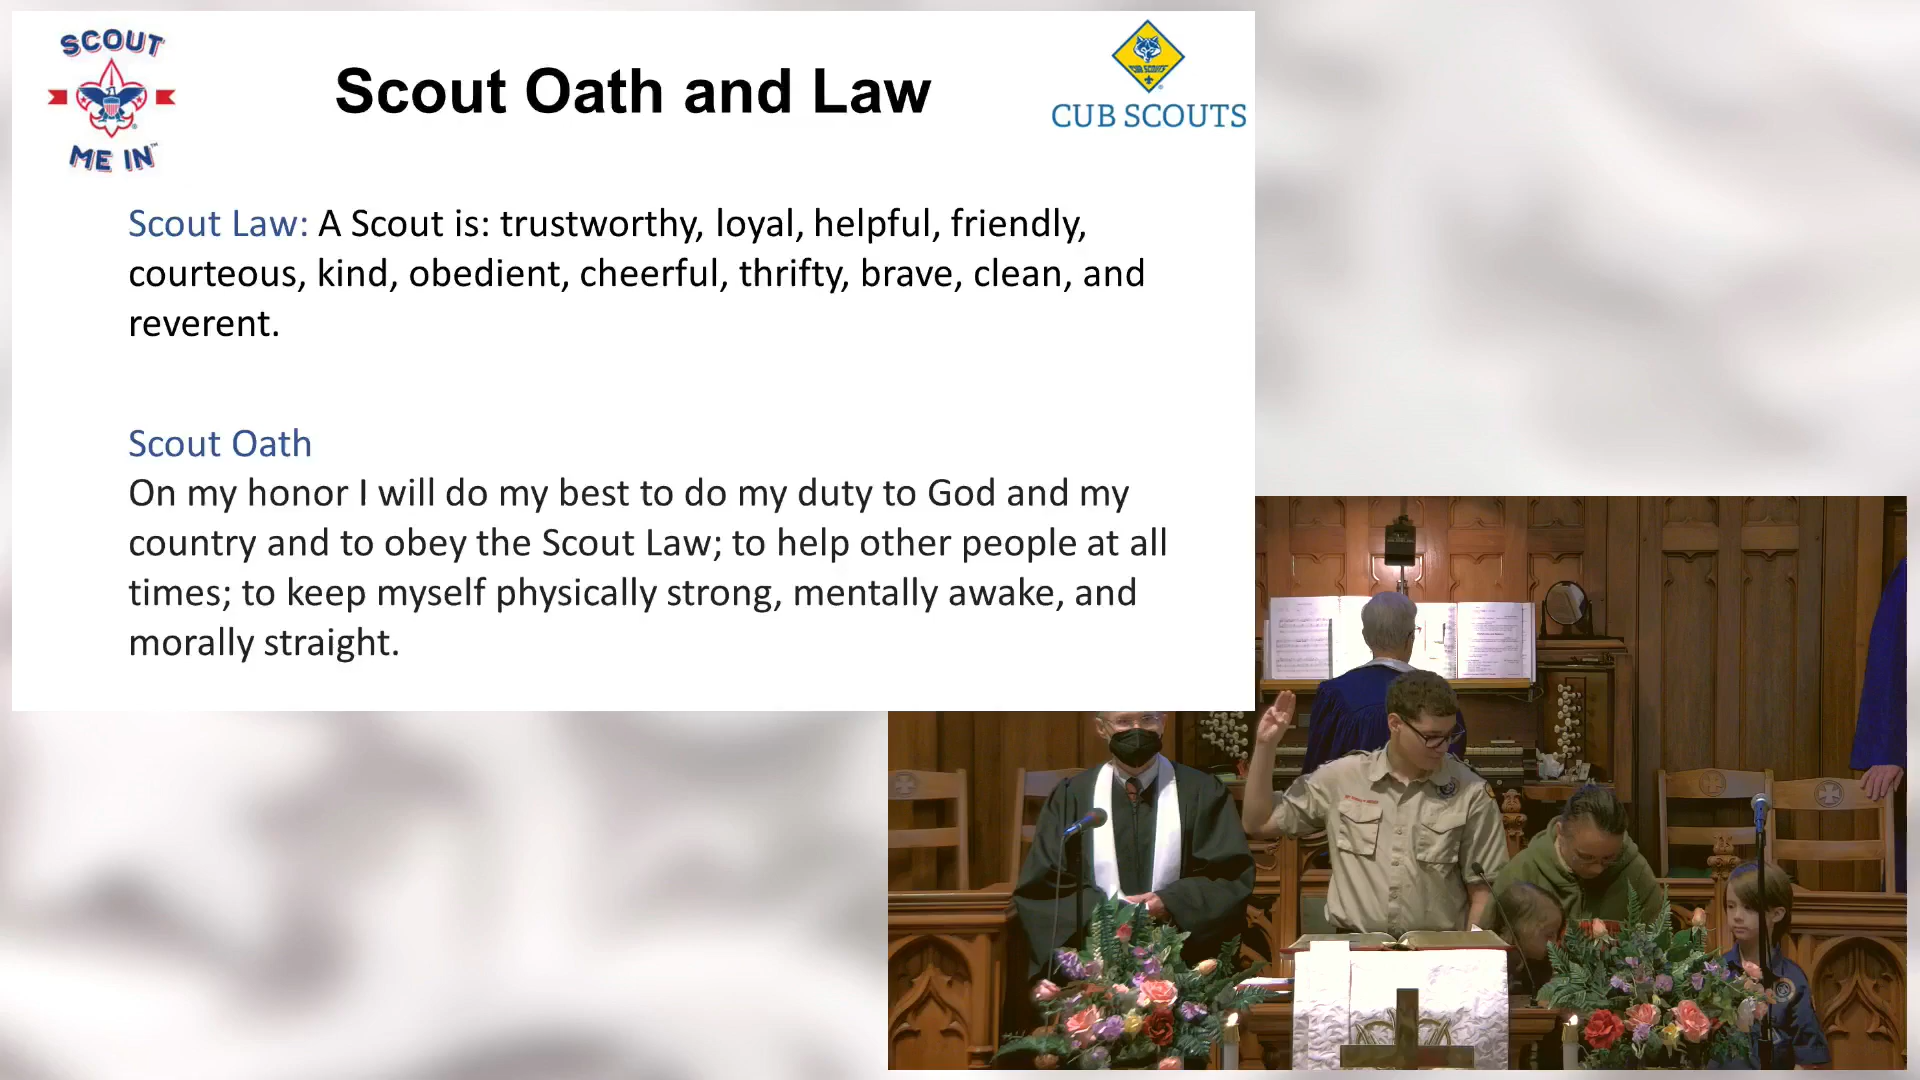 SCOUT
ME IN™
Scout Oath and Law
CUB SCOUTS
CUB SCOUTS
Scout Law: A Scout is: trustworthy, loyal, helpful, friendly,
courteous, kind, obedient, cheerful, thrifty, brave, clean, and
reverent.
Scout Oath
On my honor I will do my best to do my duty to God and my
country and to obey the Scout Law; to help other people at all
times; to keep myself physically strong, mentally awake, and
morally straight.